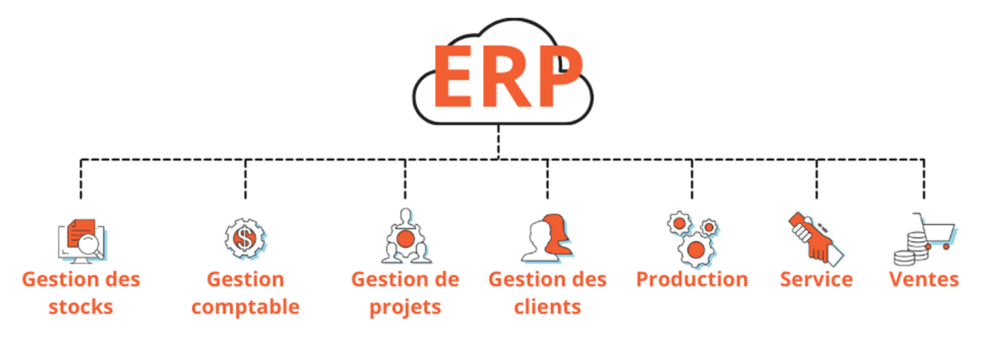 ERP
Gestion des
stocks
Gestion
comptable
Gestion de
projets
Gestion des
clients
Production
Service
Ventes